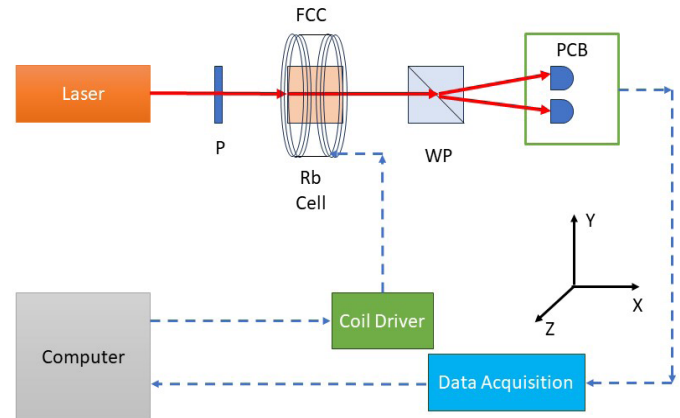 FCC
PCB
Laser
P
WP
Rb
Cell
Y
X
Z
Coil Driver
Computer
Data Acquisition